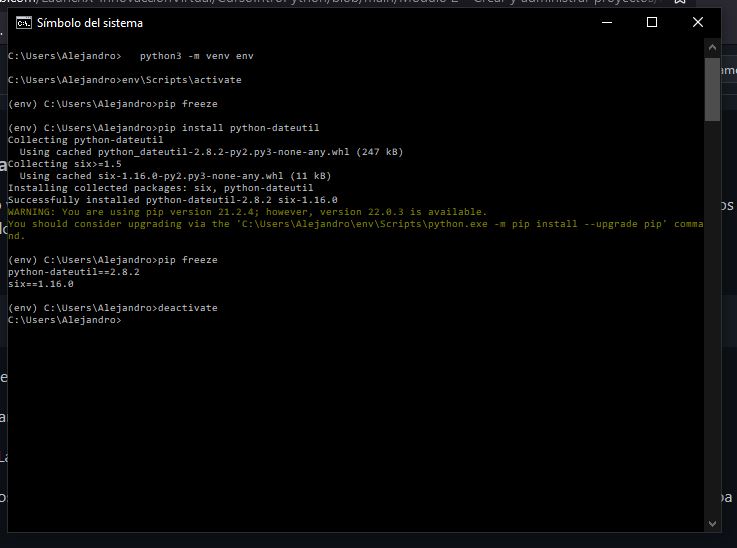 Símbolo del sistema
C:\Users\Alejandro>   python3 -m venv env
C:\Users\Alejandro>env\Scripts\activate
(env) C:\Users\Alejandro>pip freeze
(env) C:\Users\Alejandro>pip install python-dateutil
Collecting python-dateutil
  Using cached python_dateutil-2.8.2-py2.py3-none-any.whl (247 kB)
Collecting six>=1.5
  Using cached six-1.16.0-py2.py3-none-any.whl (11 kB)
Installing collected packages: six, python-dateutil
Successfully installed python-dateutil-2.8.2 six-1.16.0
WARNING: You are using pip version 21.2.4; however, version 22.0.3 is available.
You should consider upgrading via the 'C:\Users\Alejandro\env\Scripts\python.exe -m pip install --upgrade pip' comma
nd.
(env) C:\Users\Alejandro>pip freeze
python-dateutil==2.8.2
six==1.16.0
(env) C:\Users\Alejandro>deactivate
C:\Users\Alejandro>